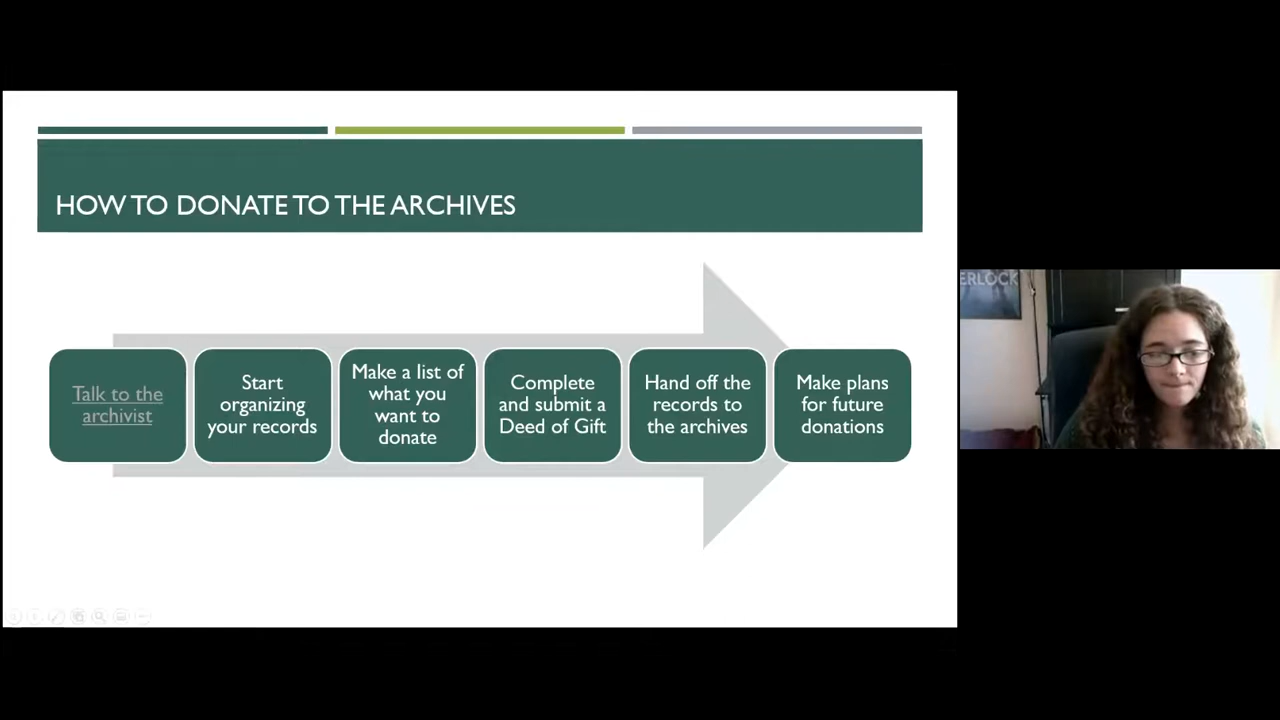 HOW TO DONATE TO THE ARCHIVES
Talk to the
archivist
Start
organizing
your records
Make a list of
what you
want to
donate
Complete
and submit a
Deed of Gift
Hand off the
records to
the archives
Make plans
for future
donations
ERLOCK